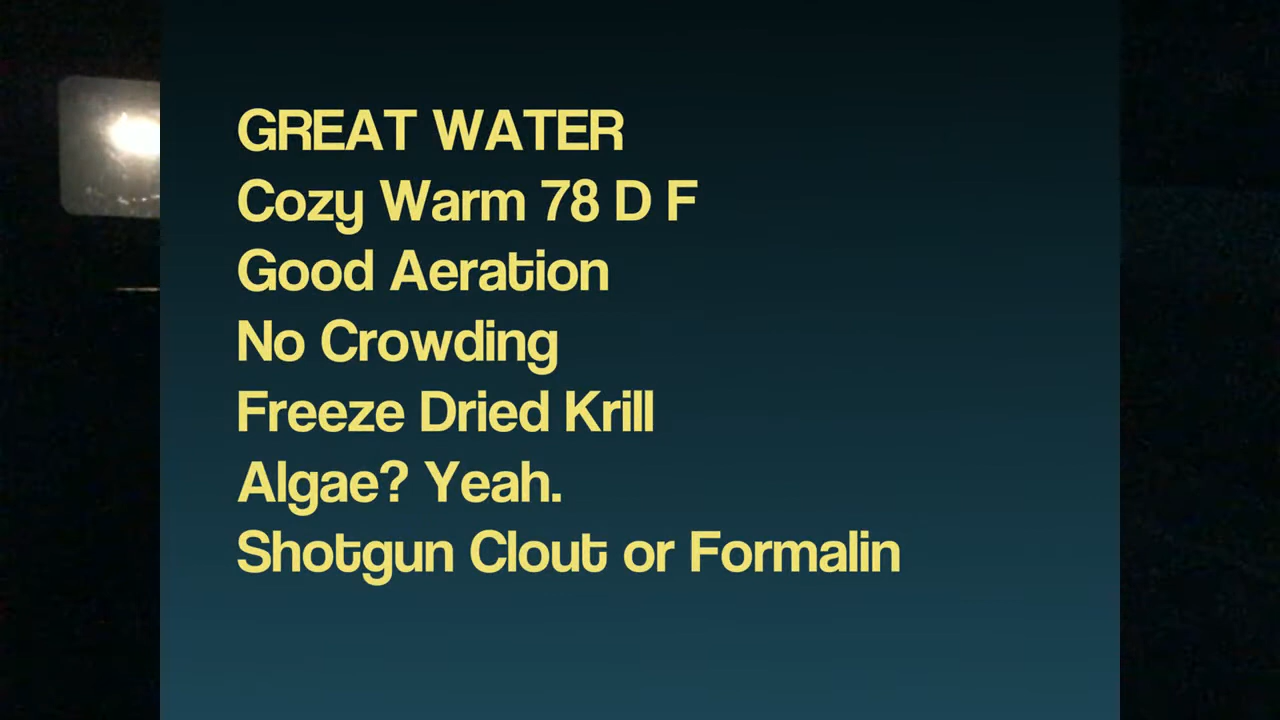 GREAT WATER
Cozy Warm 78 D F
Good Aeration
No Crowding
Freeze Dried Krill
Algae? Yeah.
Shotgun Clout or Formalin